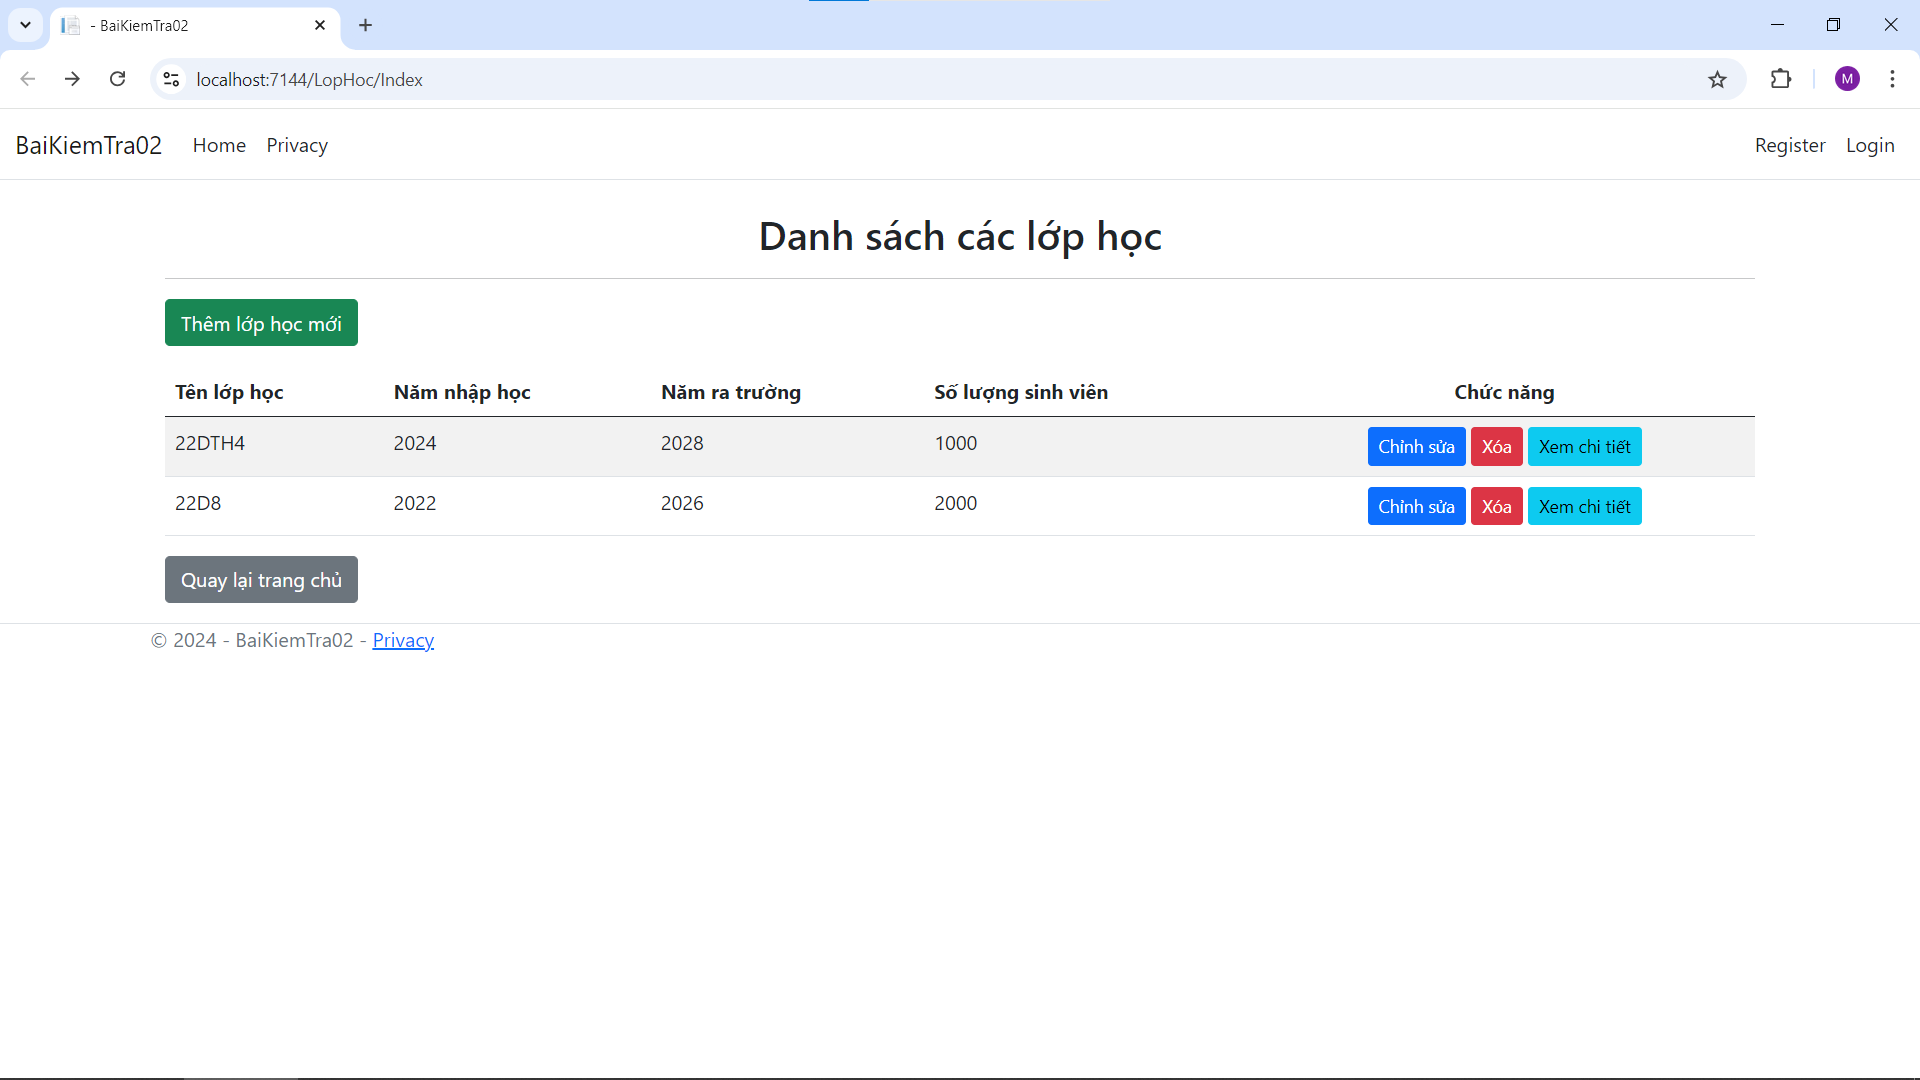 - BaiKiemTra02
localhost:7144/LopHoc/Index
M
BaiKiemTra02 Home Privacy Register Login
Danh sách các lớp học
Thêm lớp học mới
Tên lớp học Năm nhập học Năm ra trường Số lượng sinh viên Chức năng
22DTH4 2024 2028 1000 Chỉnh sửa Xóa Xem chi tiết
22D8 2022 2026 2000 Chỉnh sửa Xóa Xem chi tiết
Quay lại trang chủ
© 2024 - BaiKiemTra02 - Privacy